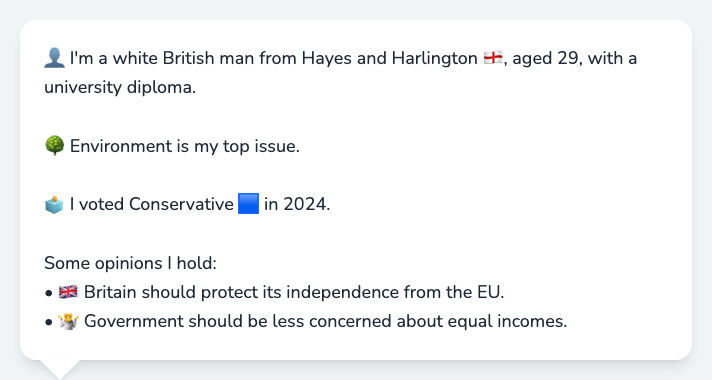 👤 I'm a white British man from Hayes and Harlington 🏴󠁧󠁢󠁥󠁮󠁧󠁿, aged 29, with a
university diploma.
🌳 Environment is my top issue.
🗳️ I voted Conservative 🟦 in 2024.
Some opinions I hold:
• 🇬🇧 Britain should protect its independence from the EU.
• 🤷 Government should be less concerned about equal incomes.